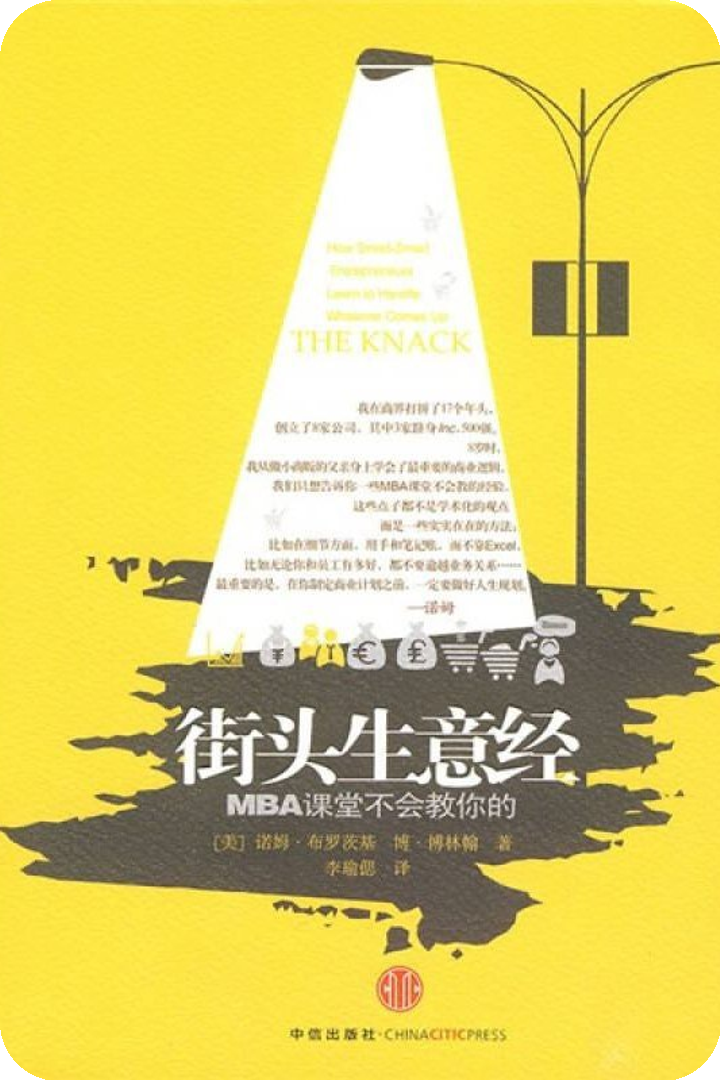 How Street-Smart
Entrepreneurs
Learn to Handle
Whatever Comes Up
THE KNACK
我在商界打拼了17个年头,
创立了8家公司，其中3家跻身Inc.500强。
8岁时,
我从做小商贩的父亲身上学会了最重要的商业逻辑。
我们只想告诉你一些MBA课堂不会教的经验。
这些点子都不是学术化的观点
而是一些实实在在的方法:
比如在细节方面，用手和笔记账，而不靠Excel,
比如无论你和员工有多好，都不要逾越业务关系……
最重要的是，在你制定商业计划之前，一定要做好人生规划。
—诺姆
¥ € £
街头生意经
MBA课堂不会教你的
[美] 诺姆·布罗茨基 博·博林翰 著
李瑜偲 译
中信出版社·CHINACITICPRESS